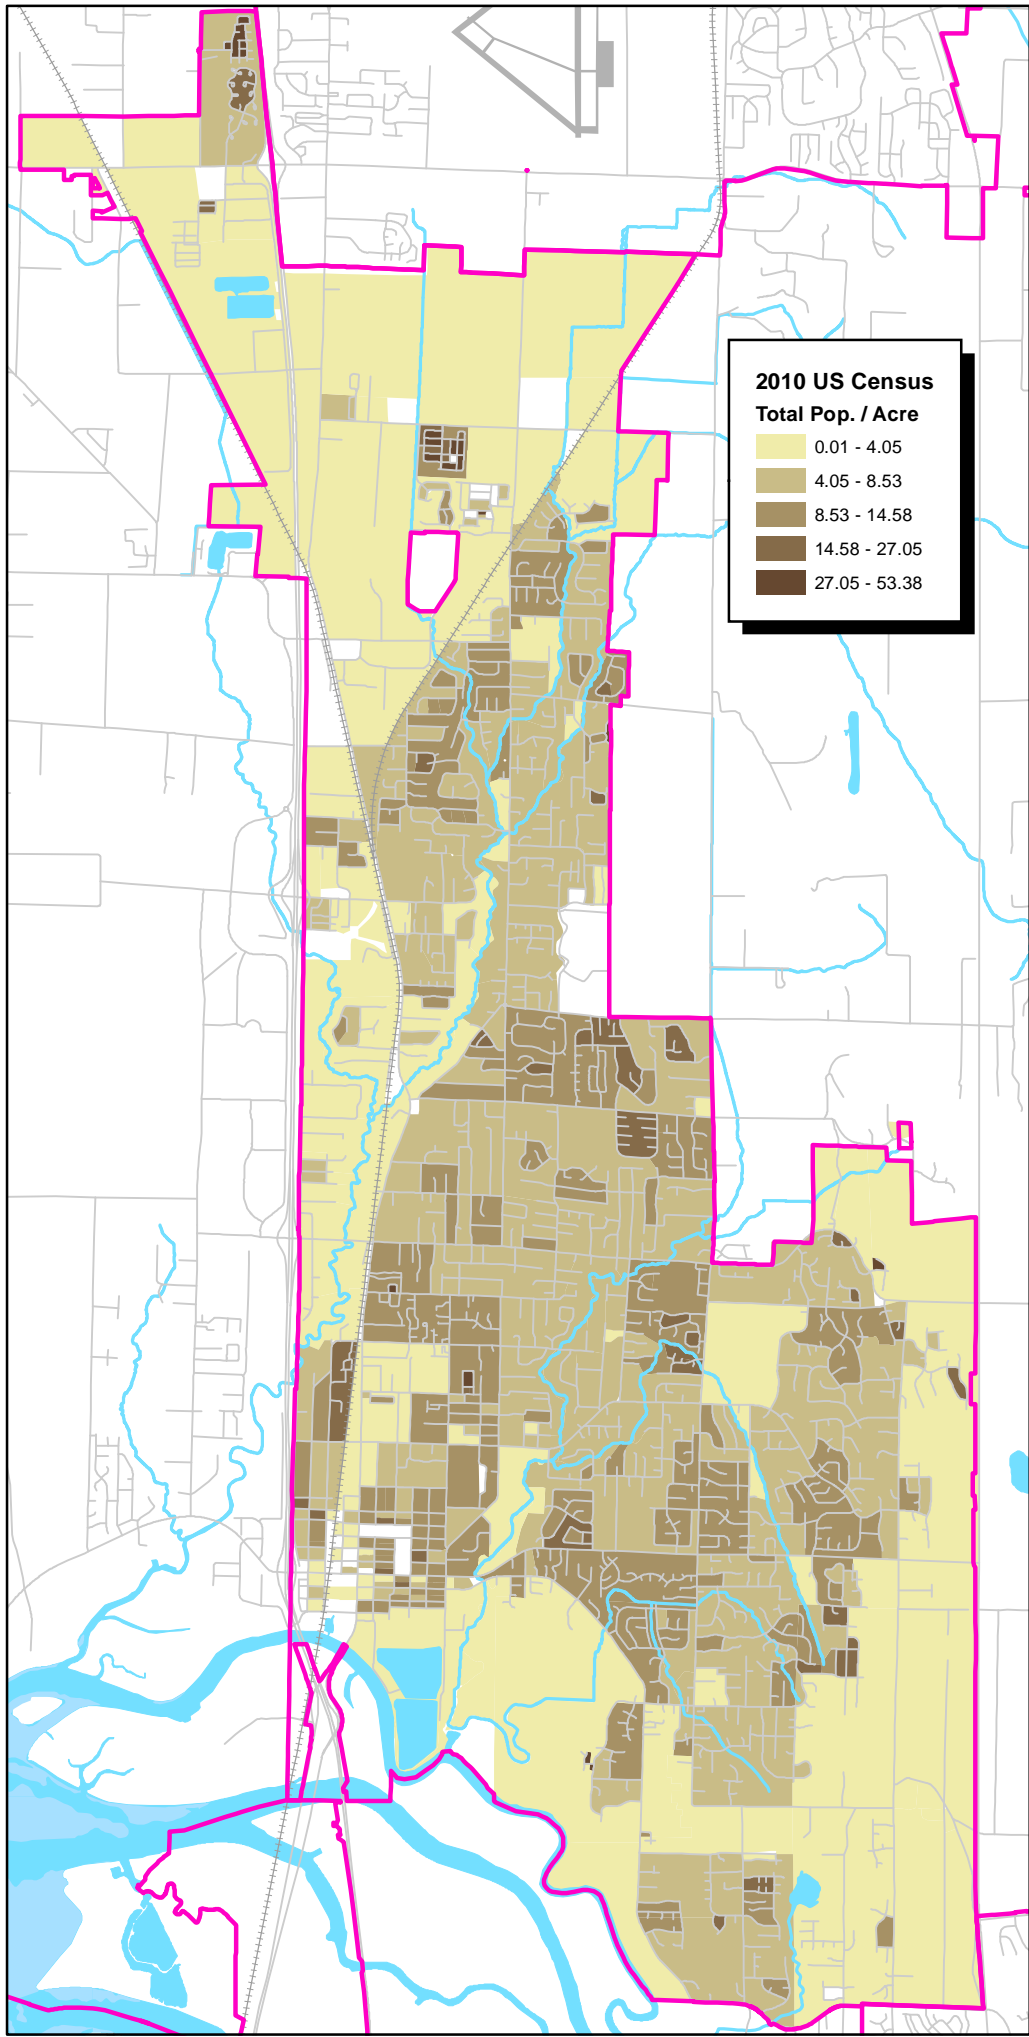 2010 US Census
Total Pop. / Acre
0.01 - 4.05
4.05 - 8.53
8.53 - 14.58
14.58 - 27.05
27.05 - 53.38